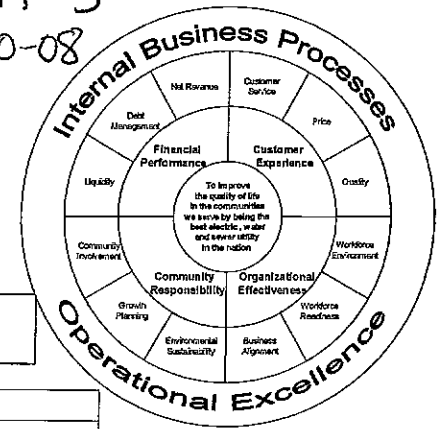 0-08
Internal Business Processes
Net Revenue
Customer
Service
Debt
Management
Price
Financial
Performance
Customer
Experience
Liquidity
Quality
To improve
the quality of life
in the communities
we serve by being the
best electric, water
and sewer utility
in the nation
Community
Involvement
Workforce
Environment
Community
Responsibility
Organizational
Effectiveness
Growth
Planning
Workforce
Readiness
Environmental
Sustainability
Business
Alignment
Operational Excellence